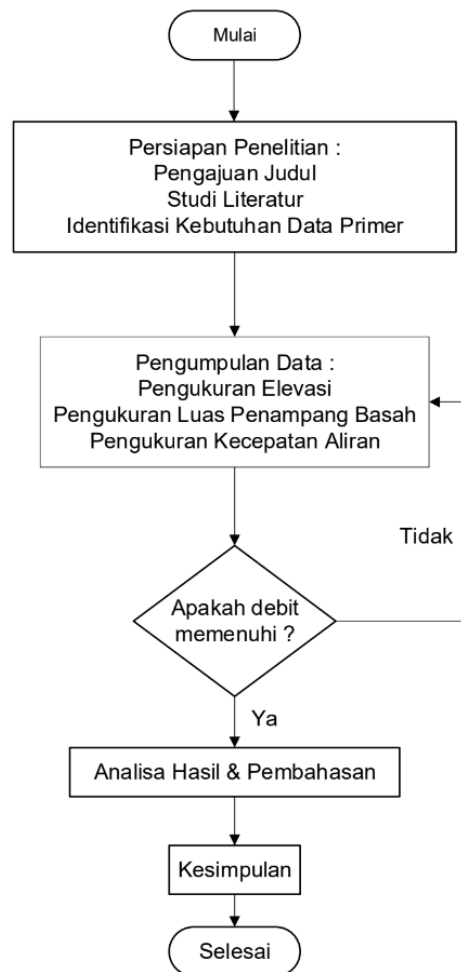 Mulai
Persiapan Penelitian :
Pengajuan Judul
Studi Literatur
Identifikasi Kebutuhan Data Primer
Pengumpulan Data :
Pengukuran Elevasi
Pengukuran Luas Penampang Basah
Pengukuran Kecepatan Aliran
Tidak
Apakah debit
memenuhi ?
Ya
Analisa Hasil & Pembahasan
Kesimpulan
Selesai